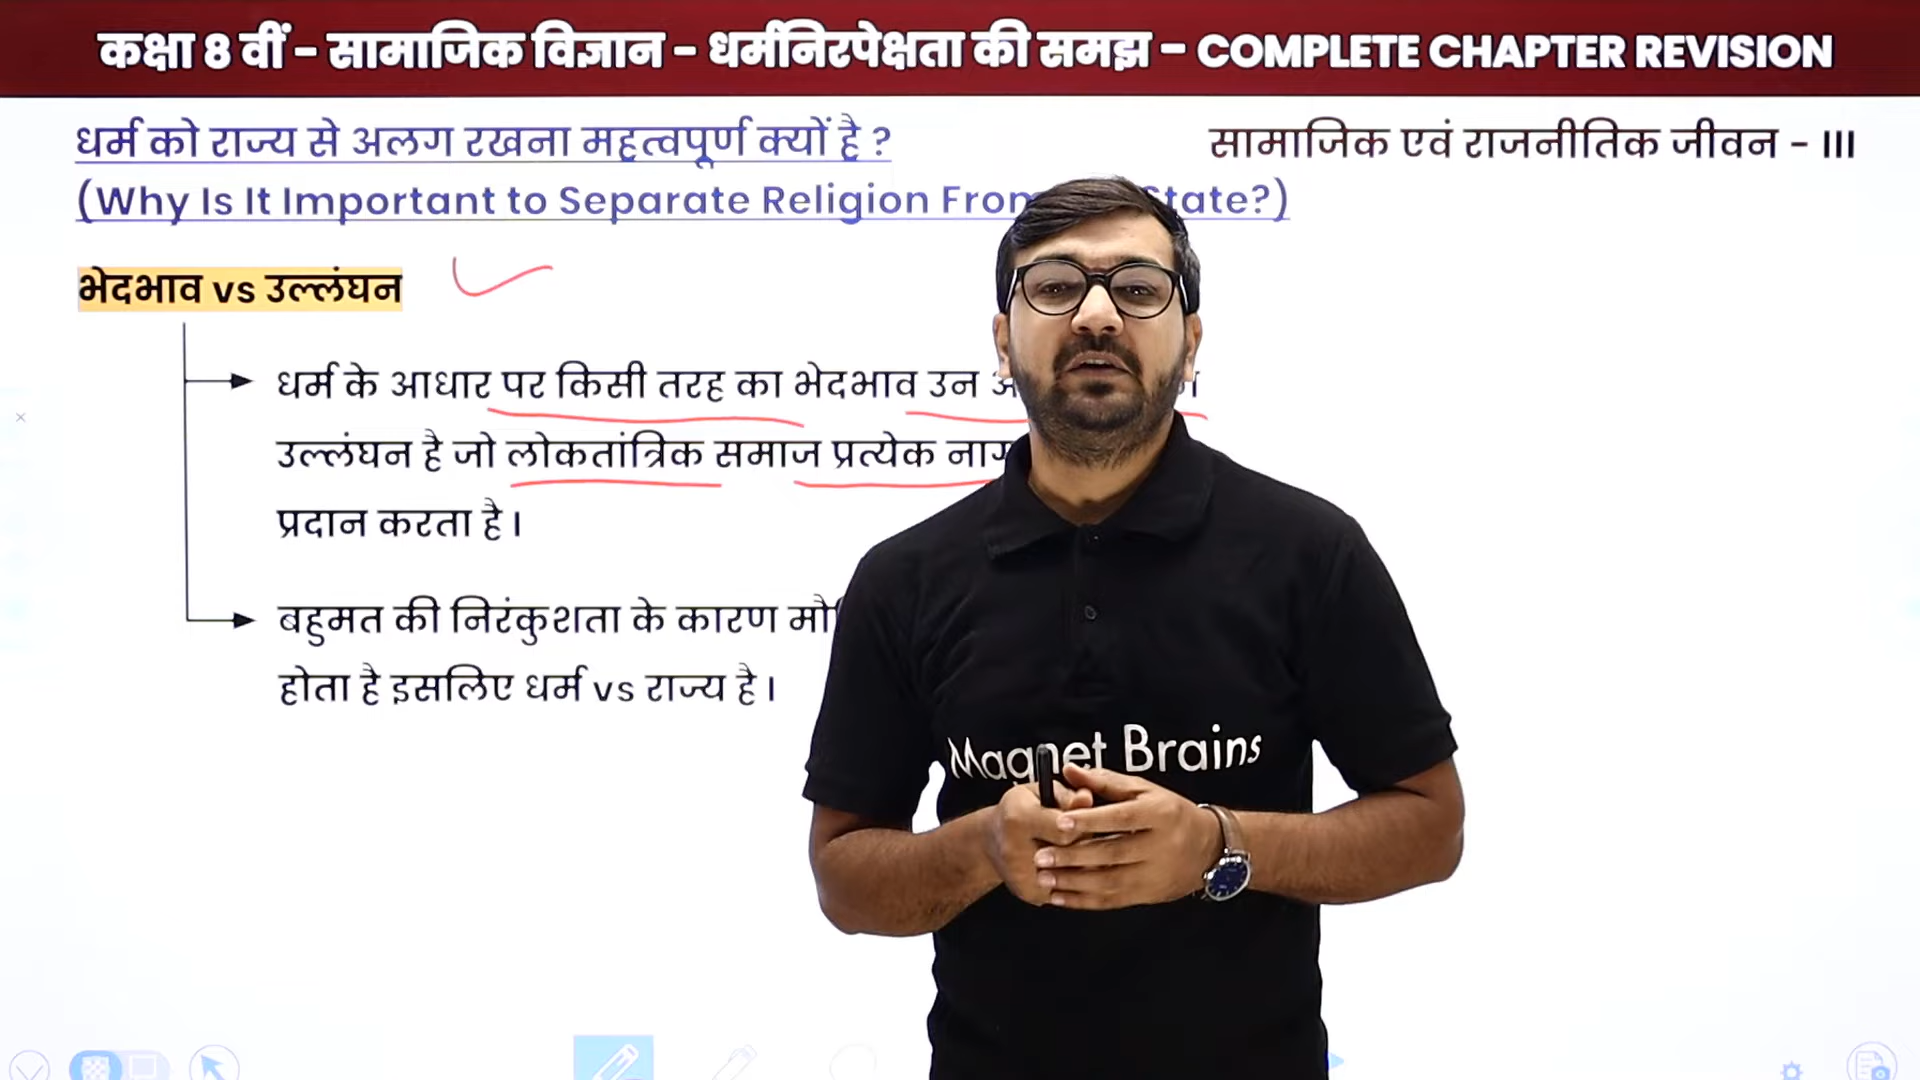 कक्षा 8 वीं - सामाजिक विज्ञान - धर्मनिरपेक्षता की समझ - COMPLETE CHAPTER REVISION
धर्म को राज्य से अलग रखना महत्वपूर्ण क्यों है ?
सामाजिक एवं राजनीतिक जीवन - III
(Why Is It Important to Separate Religion From State?)
भेदभाव vs उल्लंघन
धर्म के आधार पर किसी तरह का भेदभाव उन
उल्लंघन है जो लोकतांत्रिक समाज प्रत्येक
प्रदान करता है ।
बहुमत की निरंकुशता के कारण
होता है इसलिए धर्म vs राज्य है ।
Magnet Brains